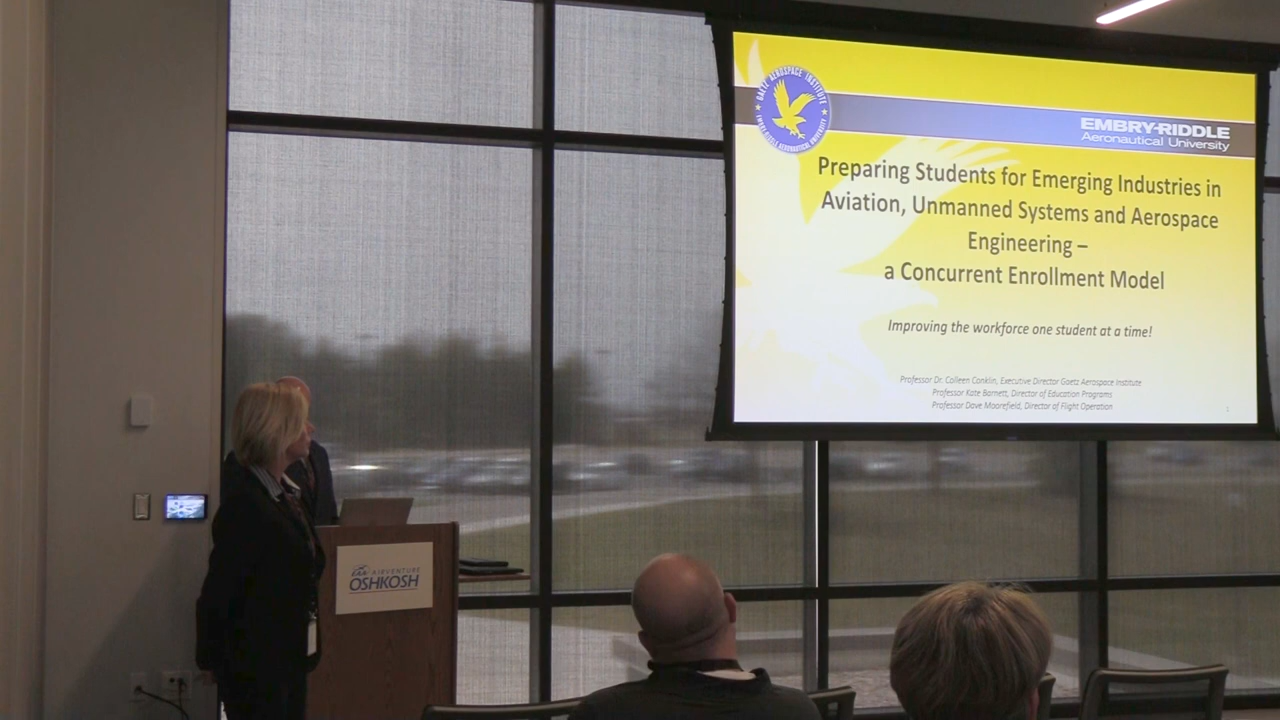 GAETZ AEROSPACE INSTITUTE
EMBRY-RIDDLE AERONAUTICAL UNIVERSITY
EMBRY-RIDDLE
Aeronautical University
Preparing Students for Emerging Industries in
Aviation, Unmanned Systems and Aerospace
Engineering –
a Concurrent Enrollment Model
Improving the workforce one student at a time!
Professor Dr. Colleen Conklin, Executive Director Gaetz Aerospace Institute
Professor Kate Barnett, Director of Education Programs
Professor Dave Moorefield, Director of Flight Operation
1
EAA AIRVENTURE
OSHKOSH